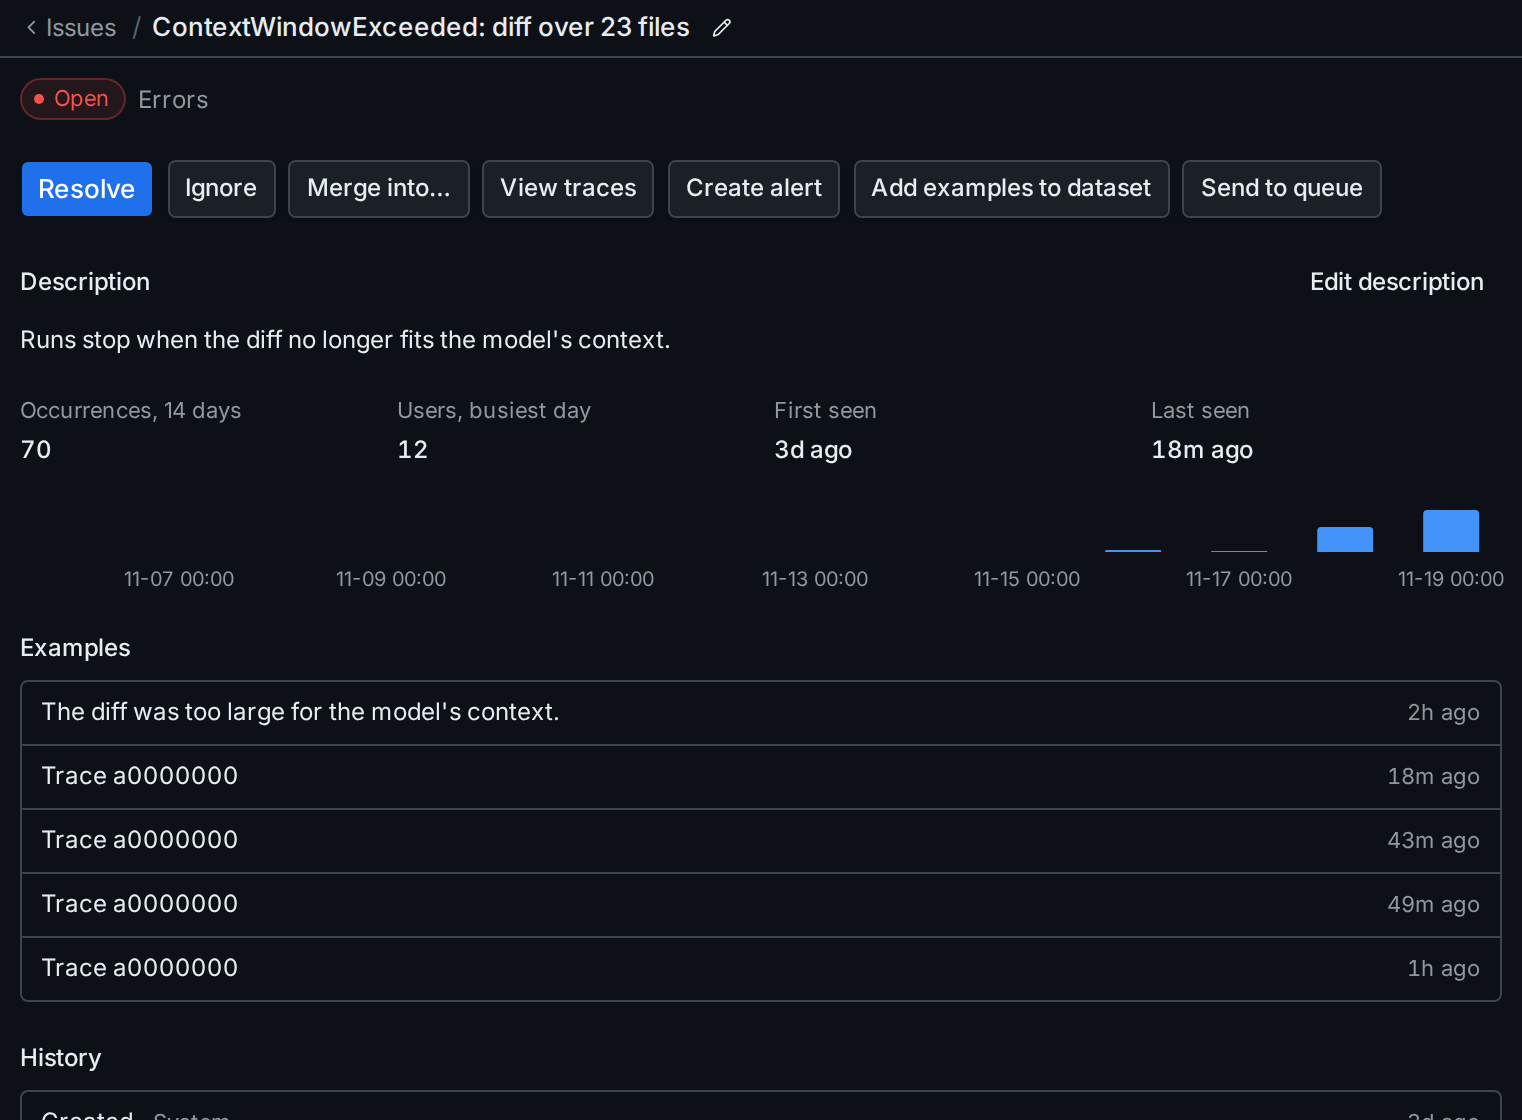 Issues / ContextWindowExceeded: diff over 23 files
Open Errors
Resolve Ignore Merge into... View traces Create alert Add examples to dataset Send to queue
Description Edit description
Runs stop when the diff no longer fits the model's context.
Occurrences, 14 days Users, busiest day First seen Last seen
70 12 3d ago 18m ago
11-07 00:00 11-09 00:00 11-11 00:00 11-13 00:00 11-15 00:00 11-17 00:00 11-19 00:00
Examples
The diff was too large for the model's context. 2h ago
Trace a0000000 18m ago
Trace a0000000 43m ago
Trace a0000000 49m ago
Trace a0000000 1h ago
History
Created System 3d ago